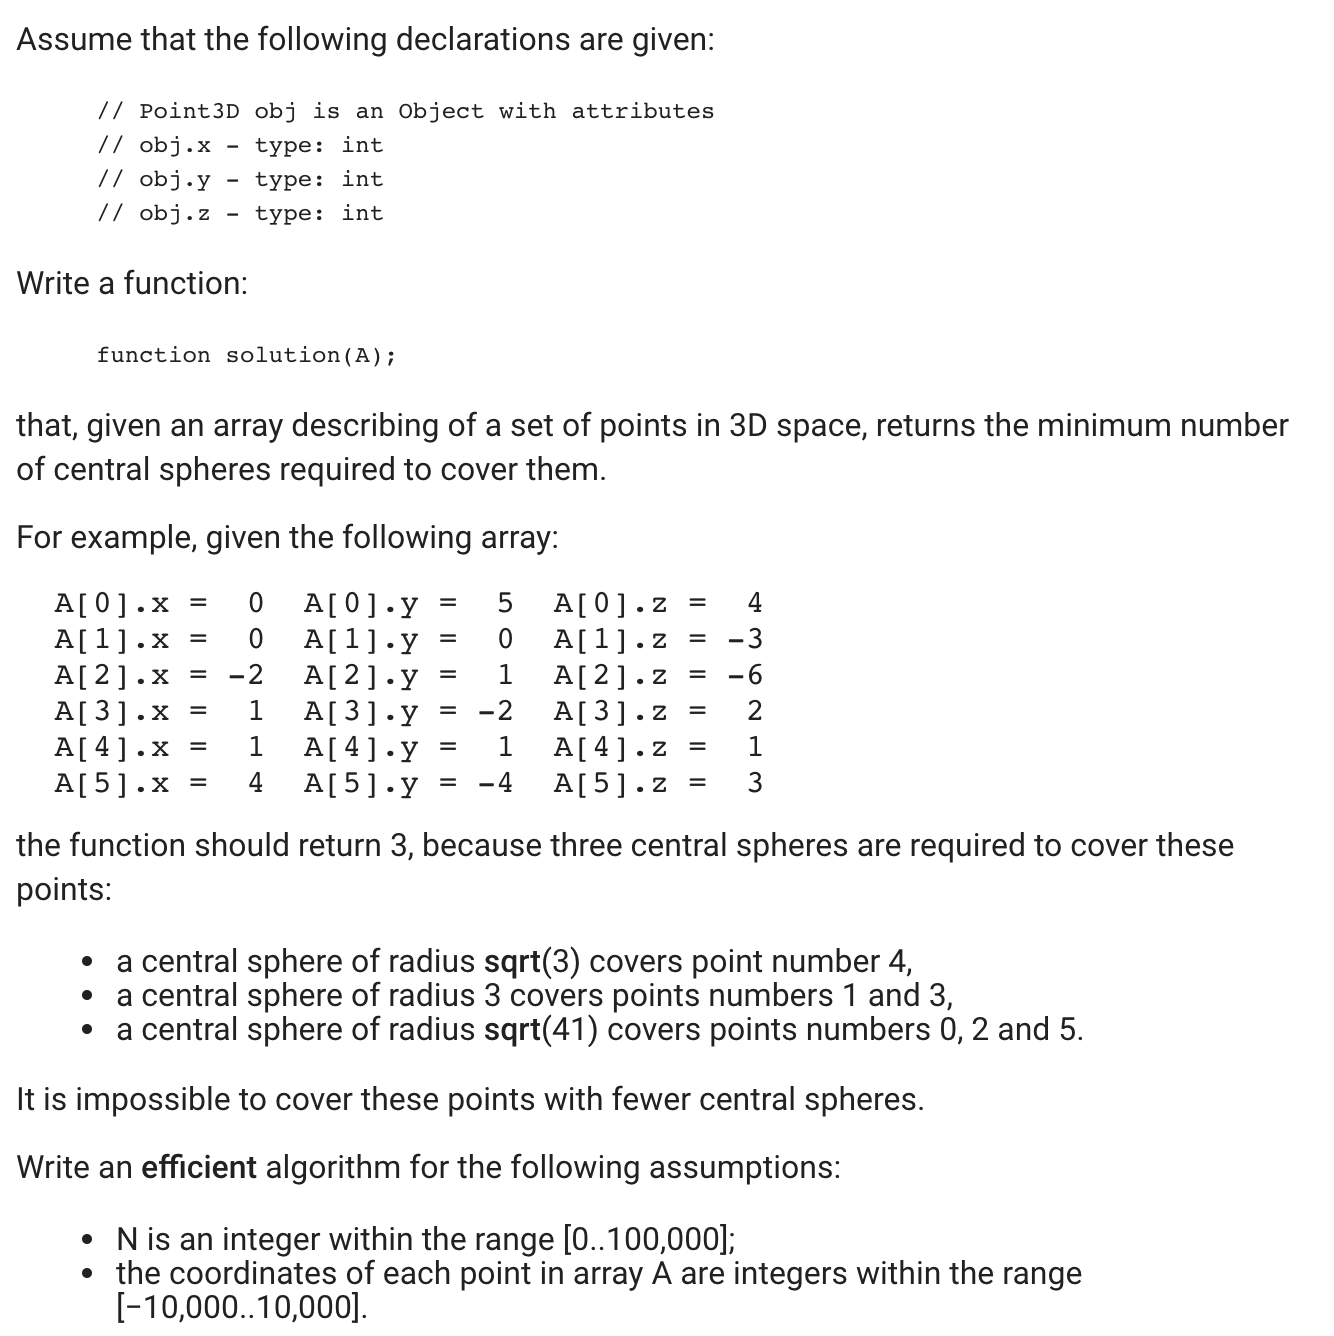 Assume that the following declarations are given:
// Point3D obj is an Object with attributes
// obj.x - type: int
// obj.y - type: int
// obj.z - type: int
Write a function:
function solution(A);
that, given an array describing of a set of points in 3D space, returns the minimum number
of central spheres required to cover them.
For example, given the following array:
A[0].x = 0 A[0].y = 5 A[0].z = 4
A[1].x = 0 A[1].y = 0 A[1].z = -3
A[2].x = -2 A[2].y = 1 A[2].z = -6
A[3].x = 1 A[3].y = -2 A[3].z = 2
A[4].x = 1 A[4].y = 1 A[4].z = 1
A[5].x = 4 A[5].y = -4 A[5].z = 3
the function should return 3, because three central spheres are required to cover these
points:
• a central sphere of radius sqrt(3) covers point number 4,
• a central sphere of radius 3 covers points numbers 1 and 3,
• a central sphere of radius sqrt(41) covers points numbers 0, 2 and 5.
It is impossible to cover these points with fewer central spheres.
Write an efficient algorithm for the following assumptions:
• N is an integer within the range [0..100,000];
• the coordinates of each point in array A are integers within the range
[−10,000..10,000].